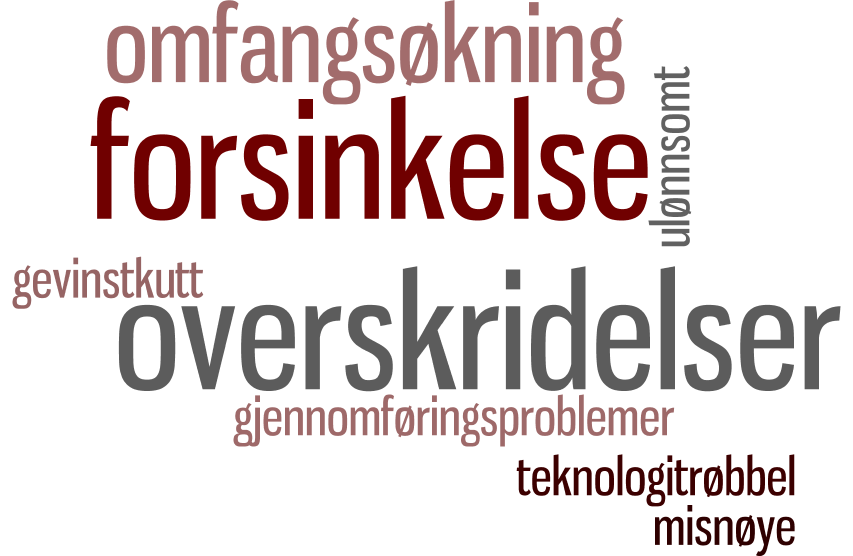 omfangsøkning
forsinkelse
ulønnsomt
gevinstkutt
overskridelser
gjennomføringsproblemer
teknologitrøbbel
misnøye